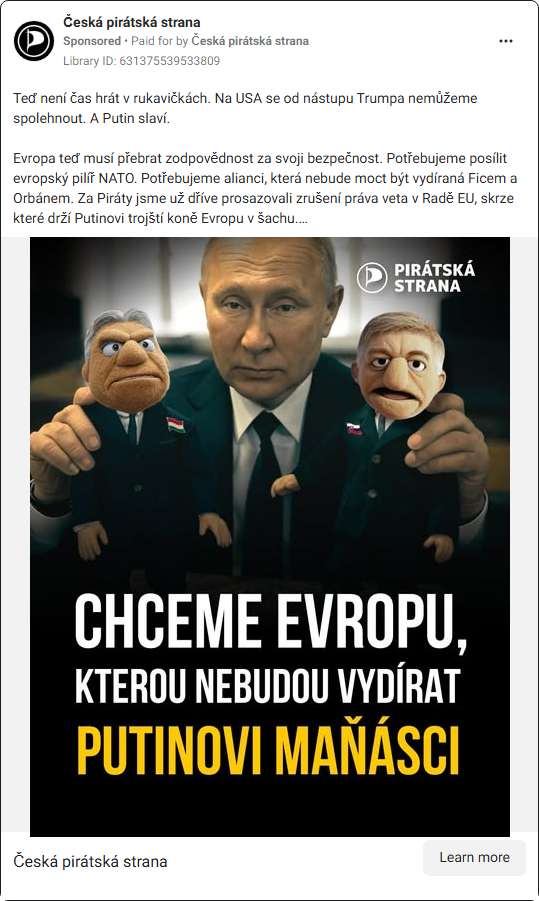 Česká pirátská strana
Sponsored • Paid for by Česká pirátská strana
Library ID: 631375539533809
Teď není čas hrát v rukavičkách. Na USA se od nástupu Trumpa nemůžeme
spolehnout. A Putin slaví.
Evropa teď musí přebrat zodpovědnost za svoji bezpečnost. Potřebujeme posílit
evropský pilíř NATO. Potřebujeme alianci, která nebude moct být vydíraná Ficem a
Orbánem. Za Piráty jsme už dříve prosazovali zrušení práva veta v Radě EU, skrze
které drží Putinovi trojští koně Evropu v šachu....
PIRÁTSKÁ
STRANA
CHCEME EVROPU,
KTEROU NEBUDOU VYDÍRAT
PUTINOVI MAŇÁSCI
Česká pirátská strana
Learn more